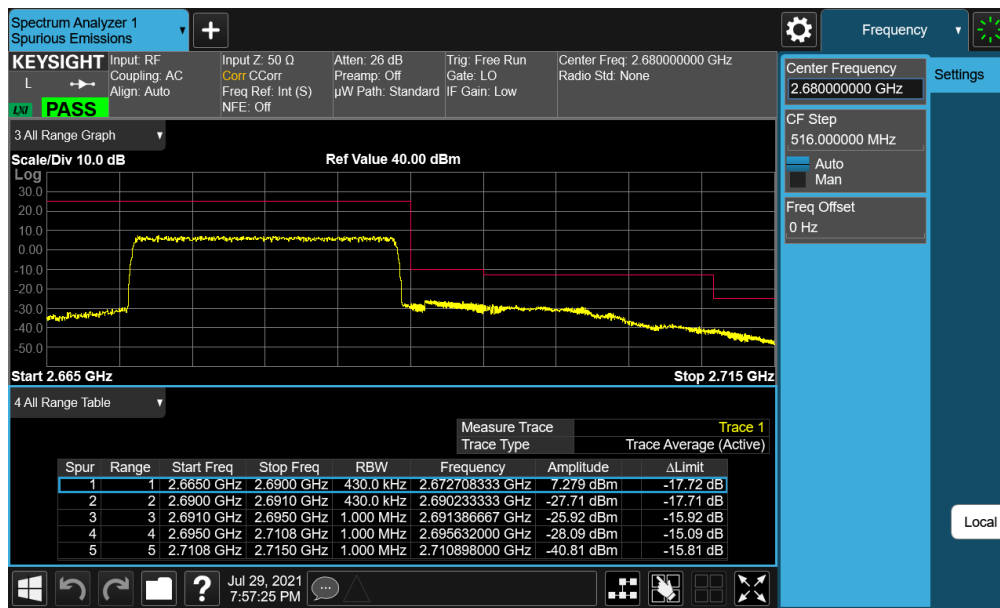 Spectrum Analyzer 1
Spurious Emissions
+
Frequency
KEYSIGHT
L
LXI
PASS
Input: RF
Coupling: AC
Align: Auto
Input Z: 50 Ω
Corr CCorr
Freq Ref: Int (S)
NFE: Off
Atten: 26 dB
Preamp: Off
µW Path: Standard
Trig: Free Run
Gate: LO
IF Gain: Low
Center Freq: 2.680000000 GHz
Radio Std: None
Center Frequency
2.680000000 GHz
Settings
CF Step
516.000000 MHz
Auto
Man
Freq Offset
0 Hz
Local
3 All Range Graph
Scale/Div 10.0 dB
Ref Value 40.00 dBm
Log
30.0
20.0
10.0
0.00
-10.0
-20.0
-30.0
-40.0
-50.0
Start 2.665 GHz
Stop 2.715 GHz
4 All Range Table
Measure Trace Trace 1
Trace Type Trace Average (Active)
Spur Range Start Freq Stop Freq RBW Frequency Amplitude ΔLimit
1 1 2.6650 GHz 2.6900 GHz 430.0 kHz 2.672708333 GHz 7.279 dBm -17.72 dB
2 2 2.6900 GHz 2.6910 GHz 430.0 kHz 2.690233333 GHz -27.71 dBm -17.71 dB
3 3 2.6910 GHz 2.6950 GHz 1.000 MHz 2.691386667 GHz -25.92 dBm -15.92 dB
4 4 2.6950 GHz 2.7108 GHz 1.000 MHz 2.695632000 GHz -28.09 dBm -15.09 dB
5 5 2.7108 GHz 2.7150 GHz 1.000 MHz 2.710898000 GHz -40.81 dBm -15.81 dB
?
Jul 29, 2021
7:57:25 PM